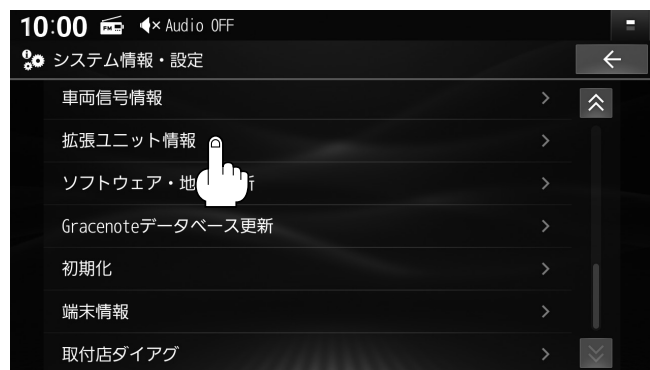 10:00 FM Audio OFF
システム情報・設定
車両信号情報
拡張ユニット情報
ソフトウェア・地
Gracenoteデータベース更新
初期化
端末情報
取付店ダイアグ